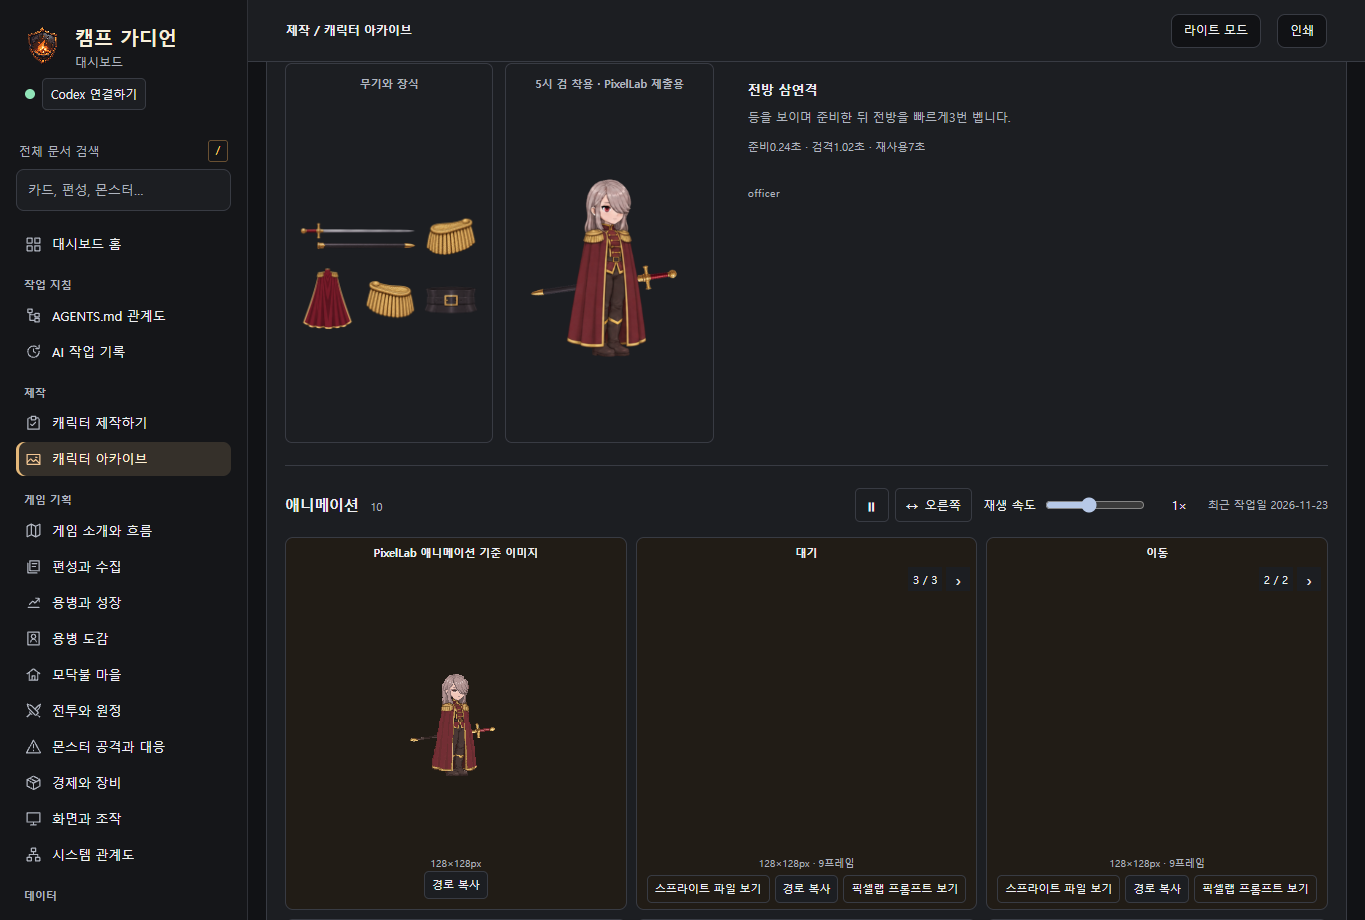 캠프 가디언
대시보드
Codex 연결하기
전체 문서 검색
/
카드, 편성, 몬스터...
대시보드 홈
작업 지침
AGENTS.md 관계도
AI 작업 기록
제작
캐릭터 제작하기
캐릭터 아카이브
게임 기획
게임 소개와 흐름
편성과 수집
용병과 성장
용병 도감
모닥불 마을
전투와 원정
몬스터 공격과 대응
경제와 장비
화면과 조작
시스템 관계도
데이터
제작 / 캐릭터 아카이브
라이트 모드
인쇄
무기와 장식
5시 검 착용 · PixelLab 제출용
전방 삼연격
등을 보이며 준비한 뒤 전방을 빠르게3번 벱니다.
준비0.24초 · 검격1.02초 · 재사용7초
officer
애니메이션 10
↔ 오른쪽
재생 속도
1×
최근 작업일 2026-11-23
PixelLab 애니메이션 기준 이미지
128×128px
경로 복사
대기
3 / 3 ›
128×128px · 9프레임
스프라이트 파일 보기 경로 복사 픽셀랩 프롬프트 보기
이동
2 / 2 ›
128×128px · 9프레임
스프라이트 파일 보기 경로 복사 픽셀랩 프롬프트 보기